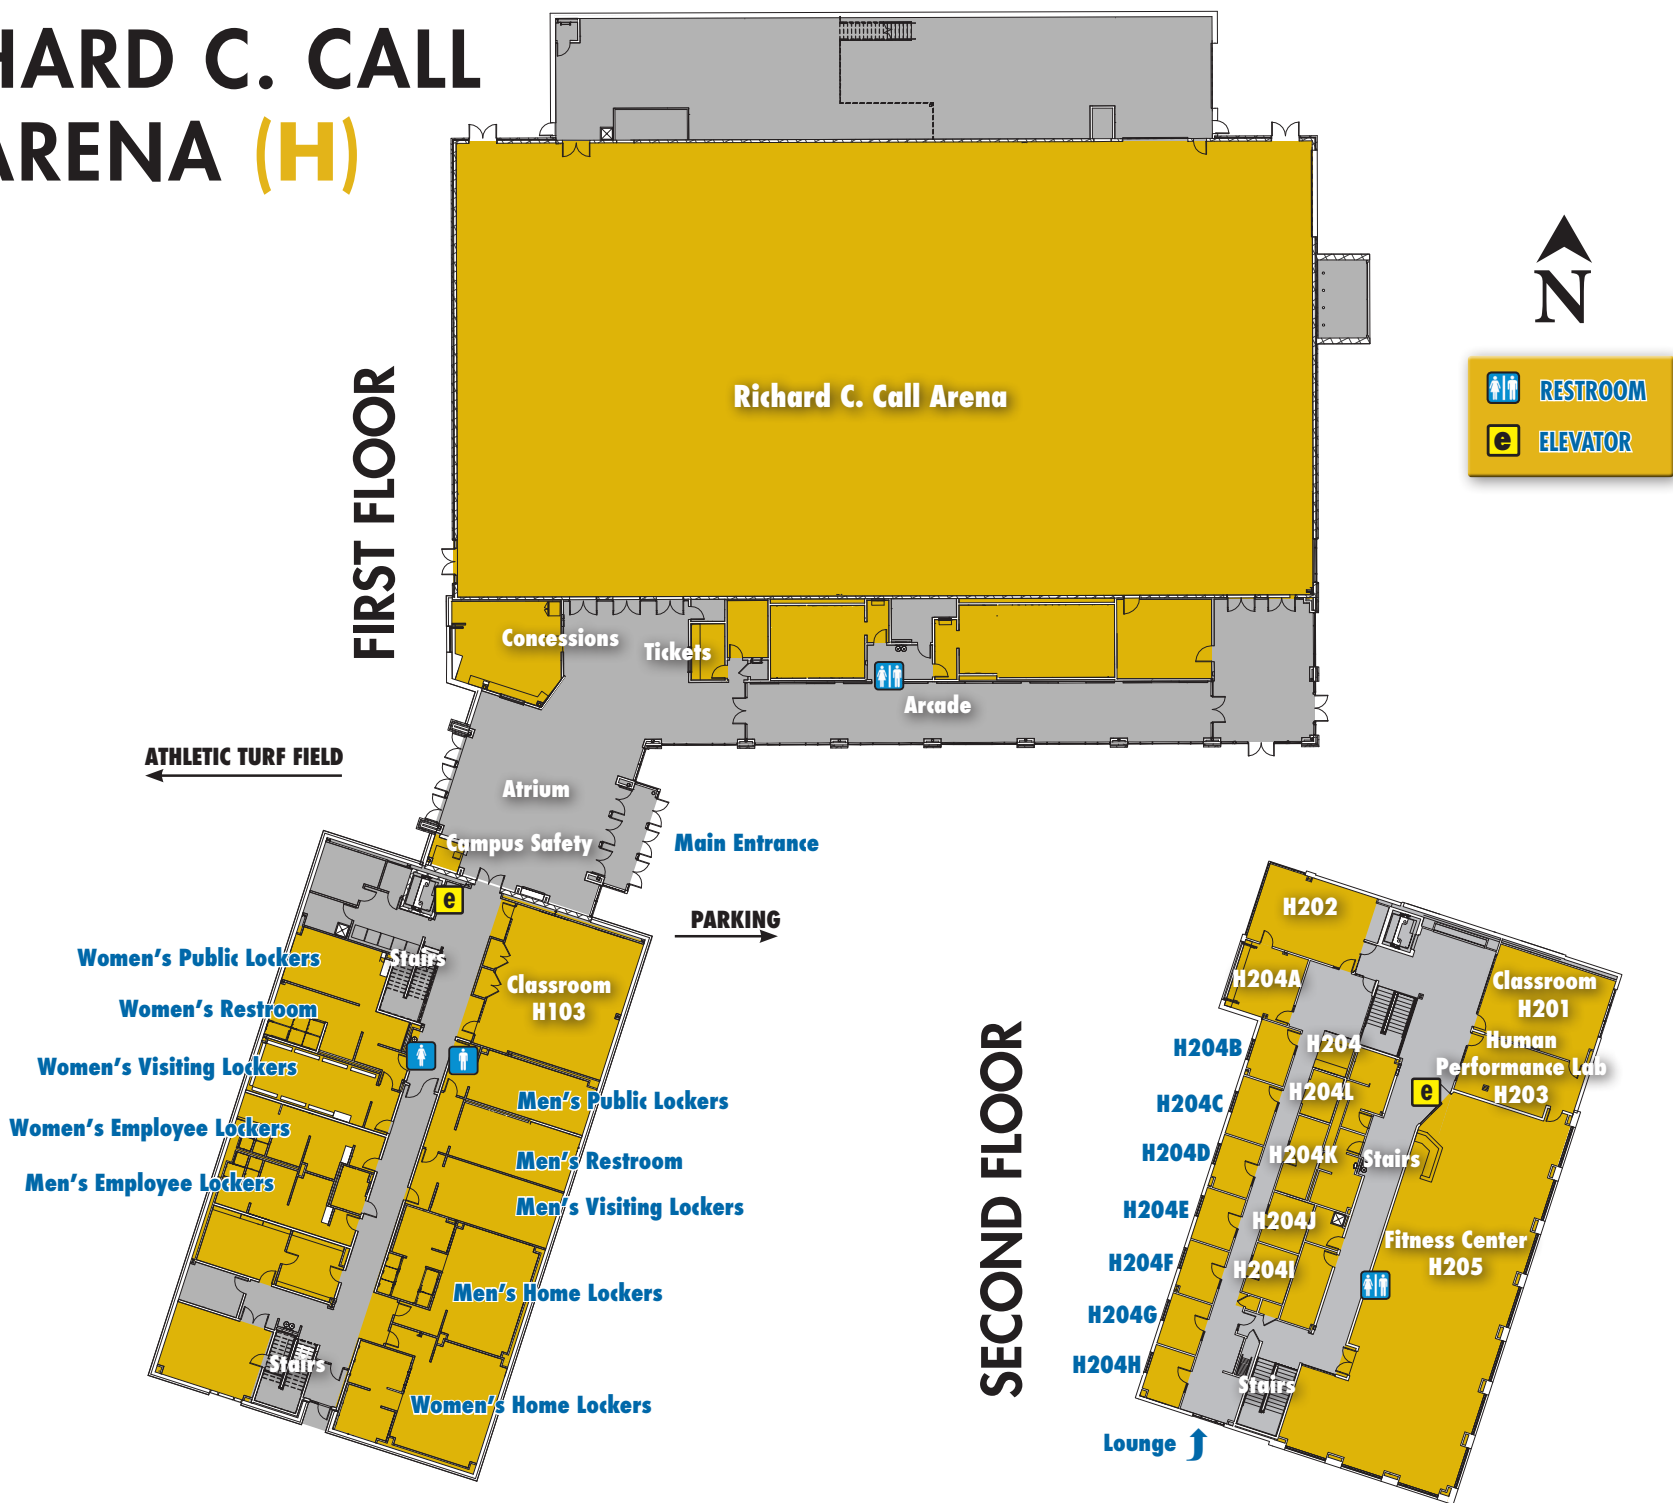 HARD C. CALL
ARENA (H)
N
RESTROOM
e ELEVATOR
FIRST FLOOR
Richard C. Call Arena
Concessions
Tickets
Arcade
ATHLETIC TURF FIELD
Atrium
Campus Safety
Main Entrance
e
PARKING
Women's Public Lockers
Stairs
Classroom
H103
Women's Restroom
Women's Visiting Lockers
Men's Public Lockers
Women's Employee Lockers
Men's Restroom
Men's Employee Lockers
Men's Visiting Lockers
Men's Home Lockers
Stairs
Women's Home Lockers
SECOND FLOOR
H202
H204A
Classroom
H201
H204B
H204
Human
Performance Lab
H203
e
H204L
H204C
H204D
H204K
Stairs
H204E
H204J
Fitness Center
H205
H204F
H204I
H204G
H204H
Stairs
Lounge